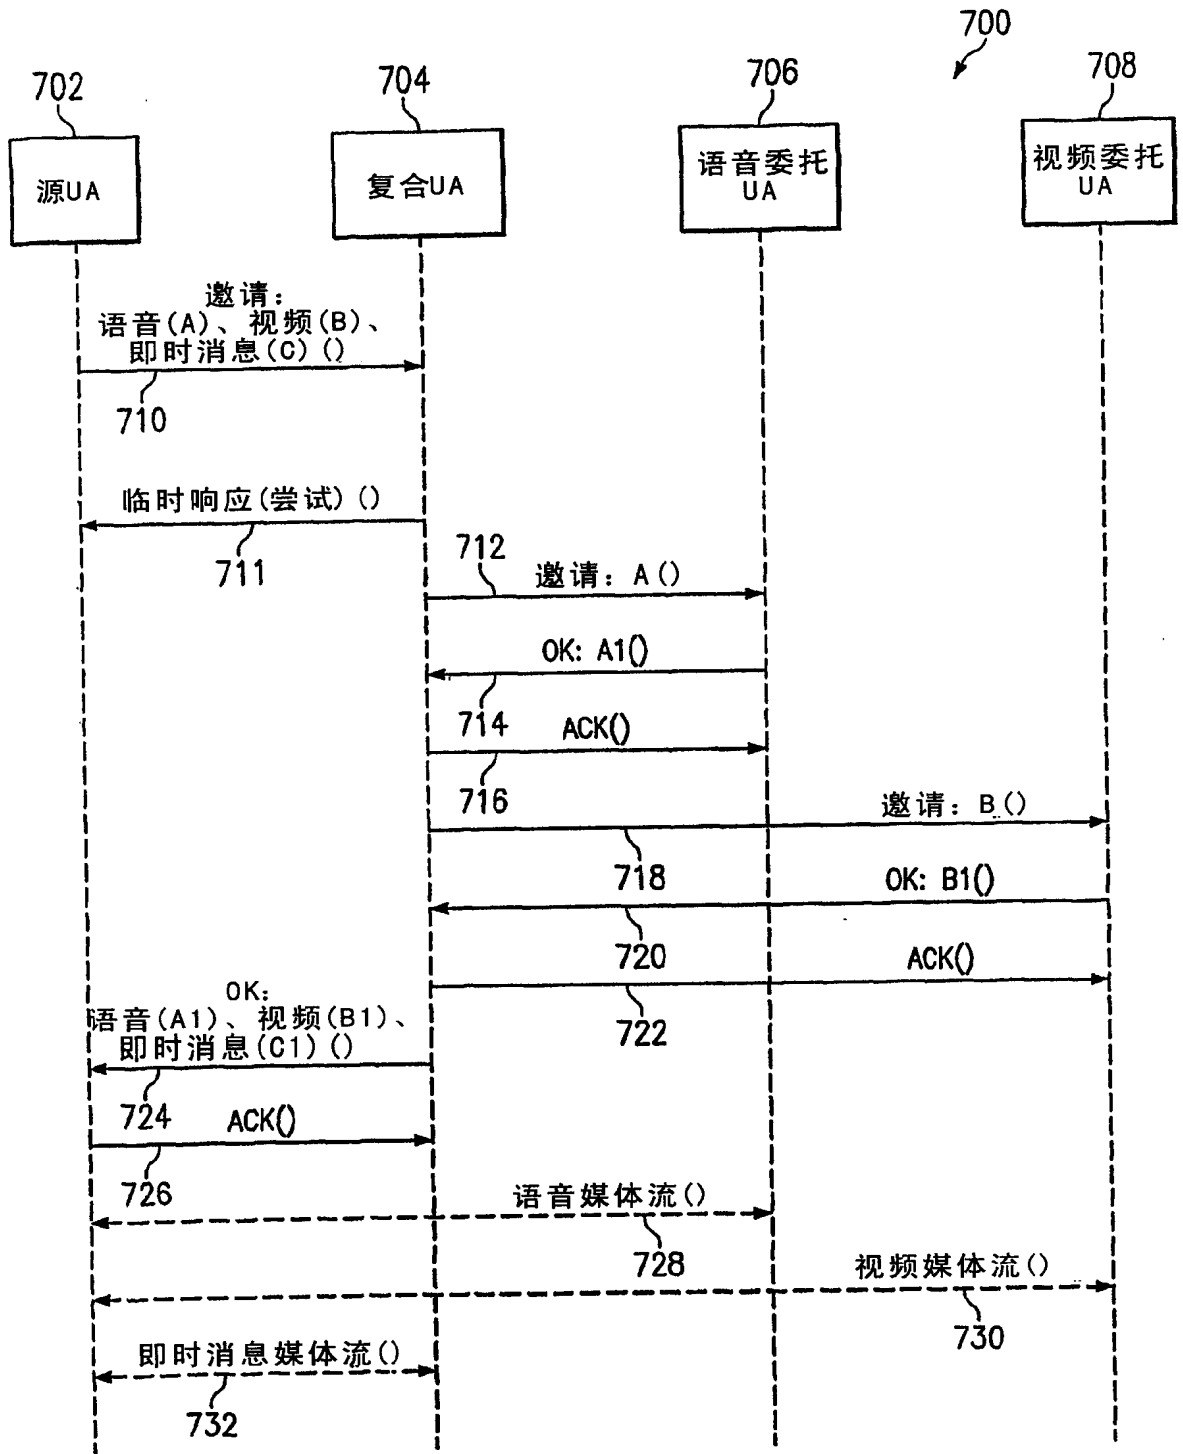 700
702
704
706
708
源UA
复合UA
语音委托
UA
视频委托
UA
邀请:
语音(A)、视频(B)、
即时消息(C)()
710
临时响应(尝试)()
711
712
邀请: A()
OK: A1()
714
ACK()
716
邀请: B()
718
OK: B1()
720
ACK()
722
OK:
语音(A1)、视频(B1)、
即时消息(C1)()
724
ACK()
726
语音媒体流()
728
视频媒体流()
730
即时消息媒体流()
732